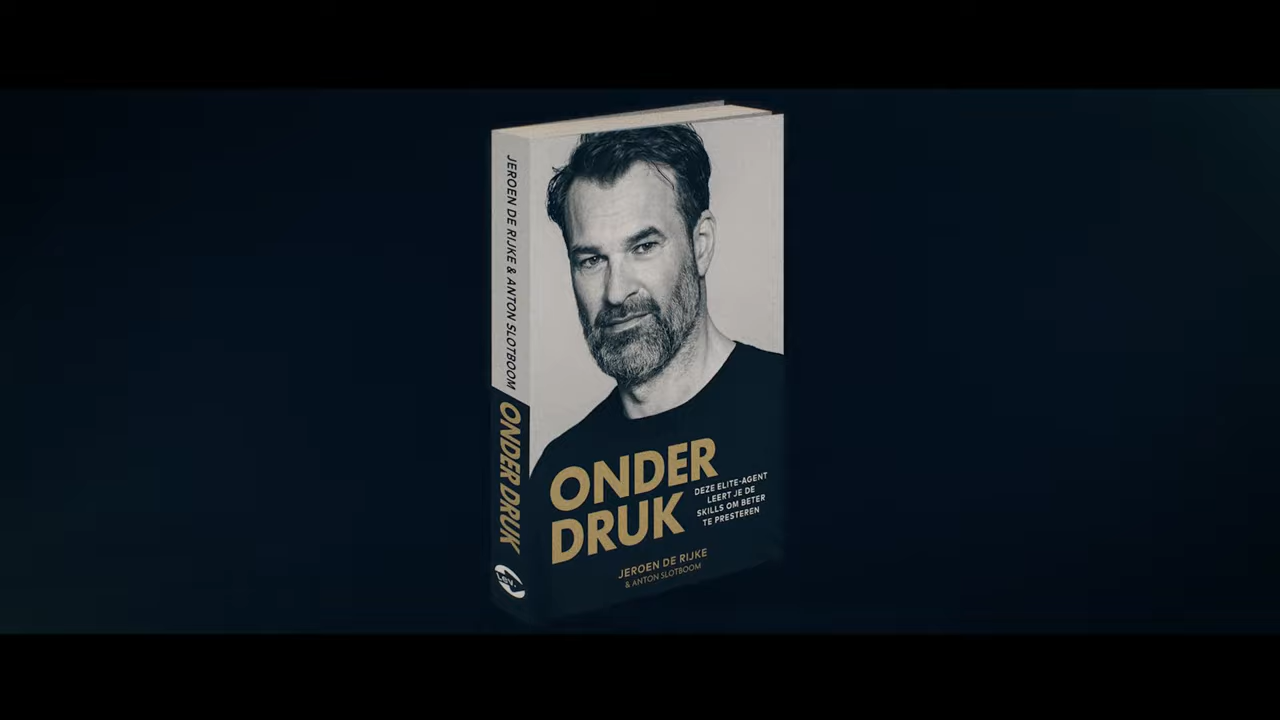 JEROEN DE RIJKE & ANTON SLOTBOOM
ONDER DRUK
Lev.
ONDER
DRUK
DEZE ELITE-AGENT
LEERT JE DE
SKILLS OM BETER
TE PRESTEREN
JEROEN DE RIJKE
& ANTON SLOTBOOM